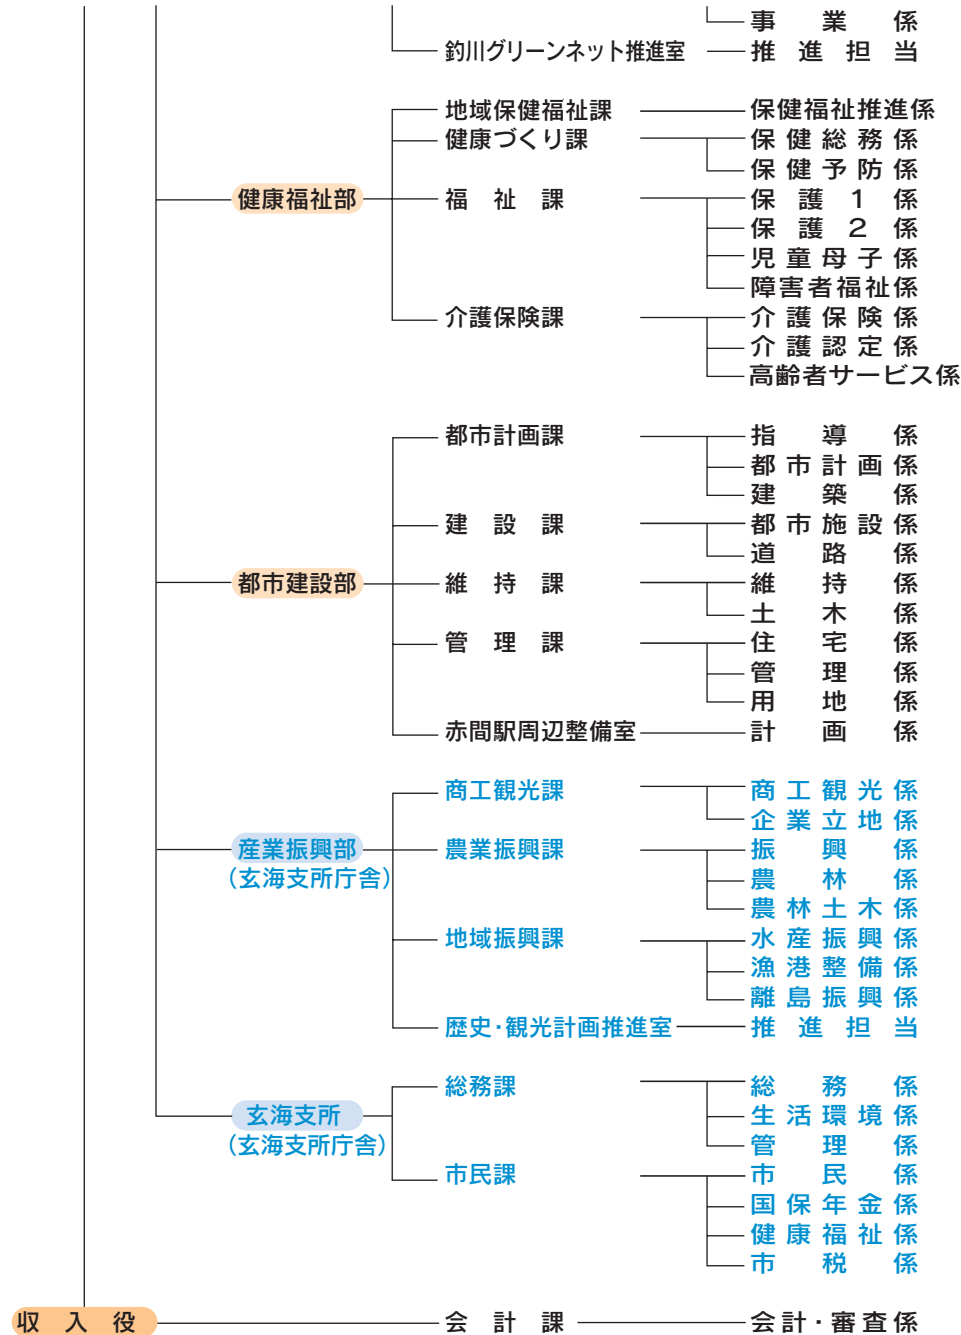 事業係
釣川グリーンネット推進室 推進担当
地域保健福祉課 保健福祉推進係
健康づくり課 保健総務係
保健予防係
健康福祉部 福祉課 保護1係
保護2係
児童母子係
障害者福祉係
介護保険課 介護保険係
介護認定係
高齢者サービス係
都市計画課 指導係
都市計画係
建築係
建設課 都市施設係
道路係
都市建設部 維持課 維持係
土木係
管理課 住宅係
管理係
用地係
赤間駅周辺整備室 計画係
商工観光課 商工観光係
企業立地係
産業振興部 農業振興課 振興係
(玄海支所庁舎) 農林係
農林土木係
地域振興課 水産振興係
漁港整備係
離島振興係
歴史・観光計画推進室 推進担当
総務課 総務係
玄海支所 生活環境係
(玄海支所庁舎) 管理係
市民課 市民係
国保年金係
健康福祉係
市税係
収入役 会計課 会計・審査係